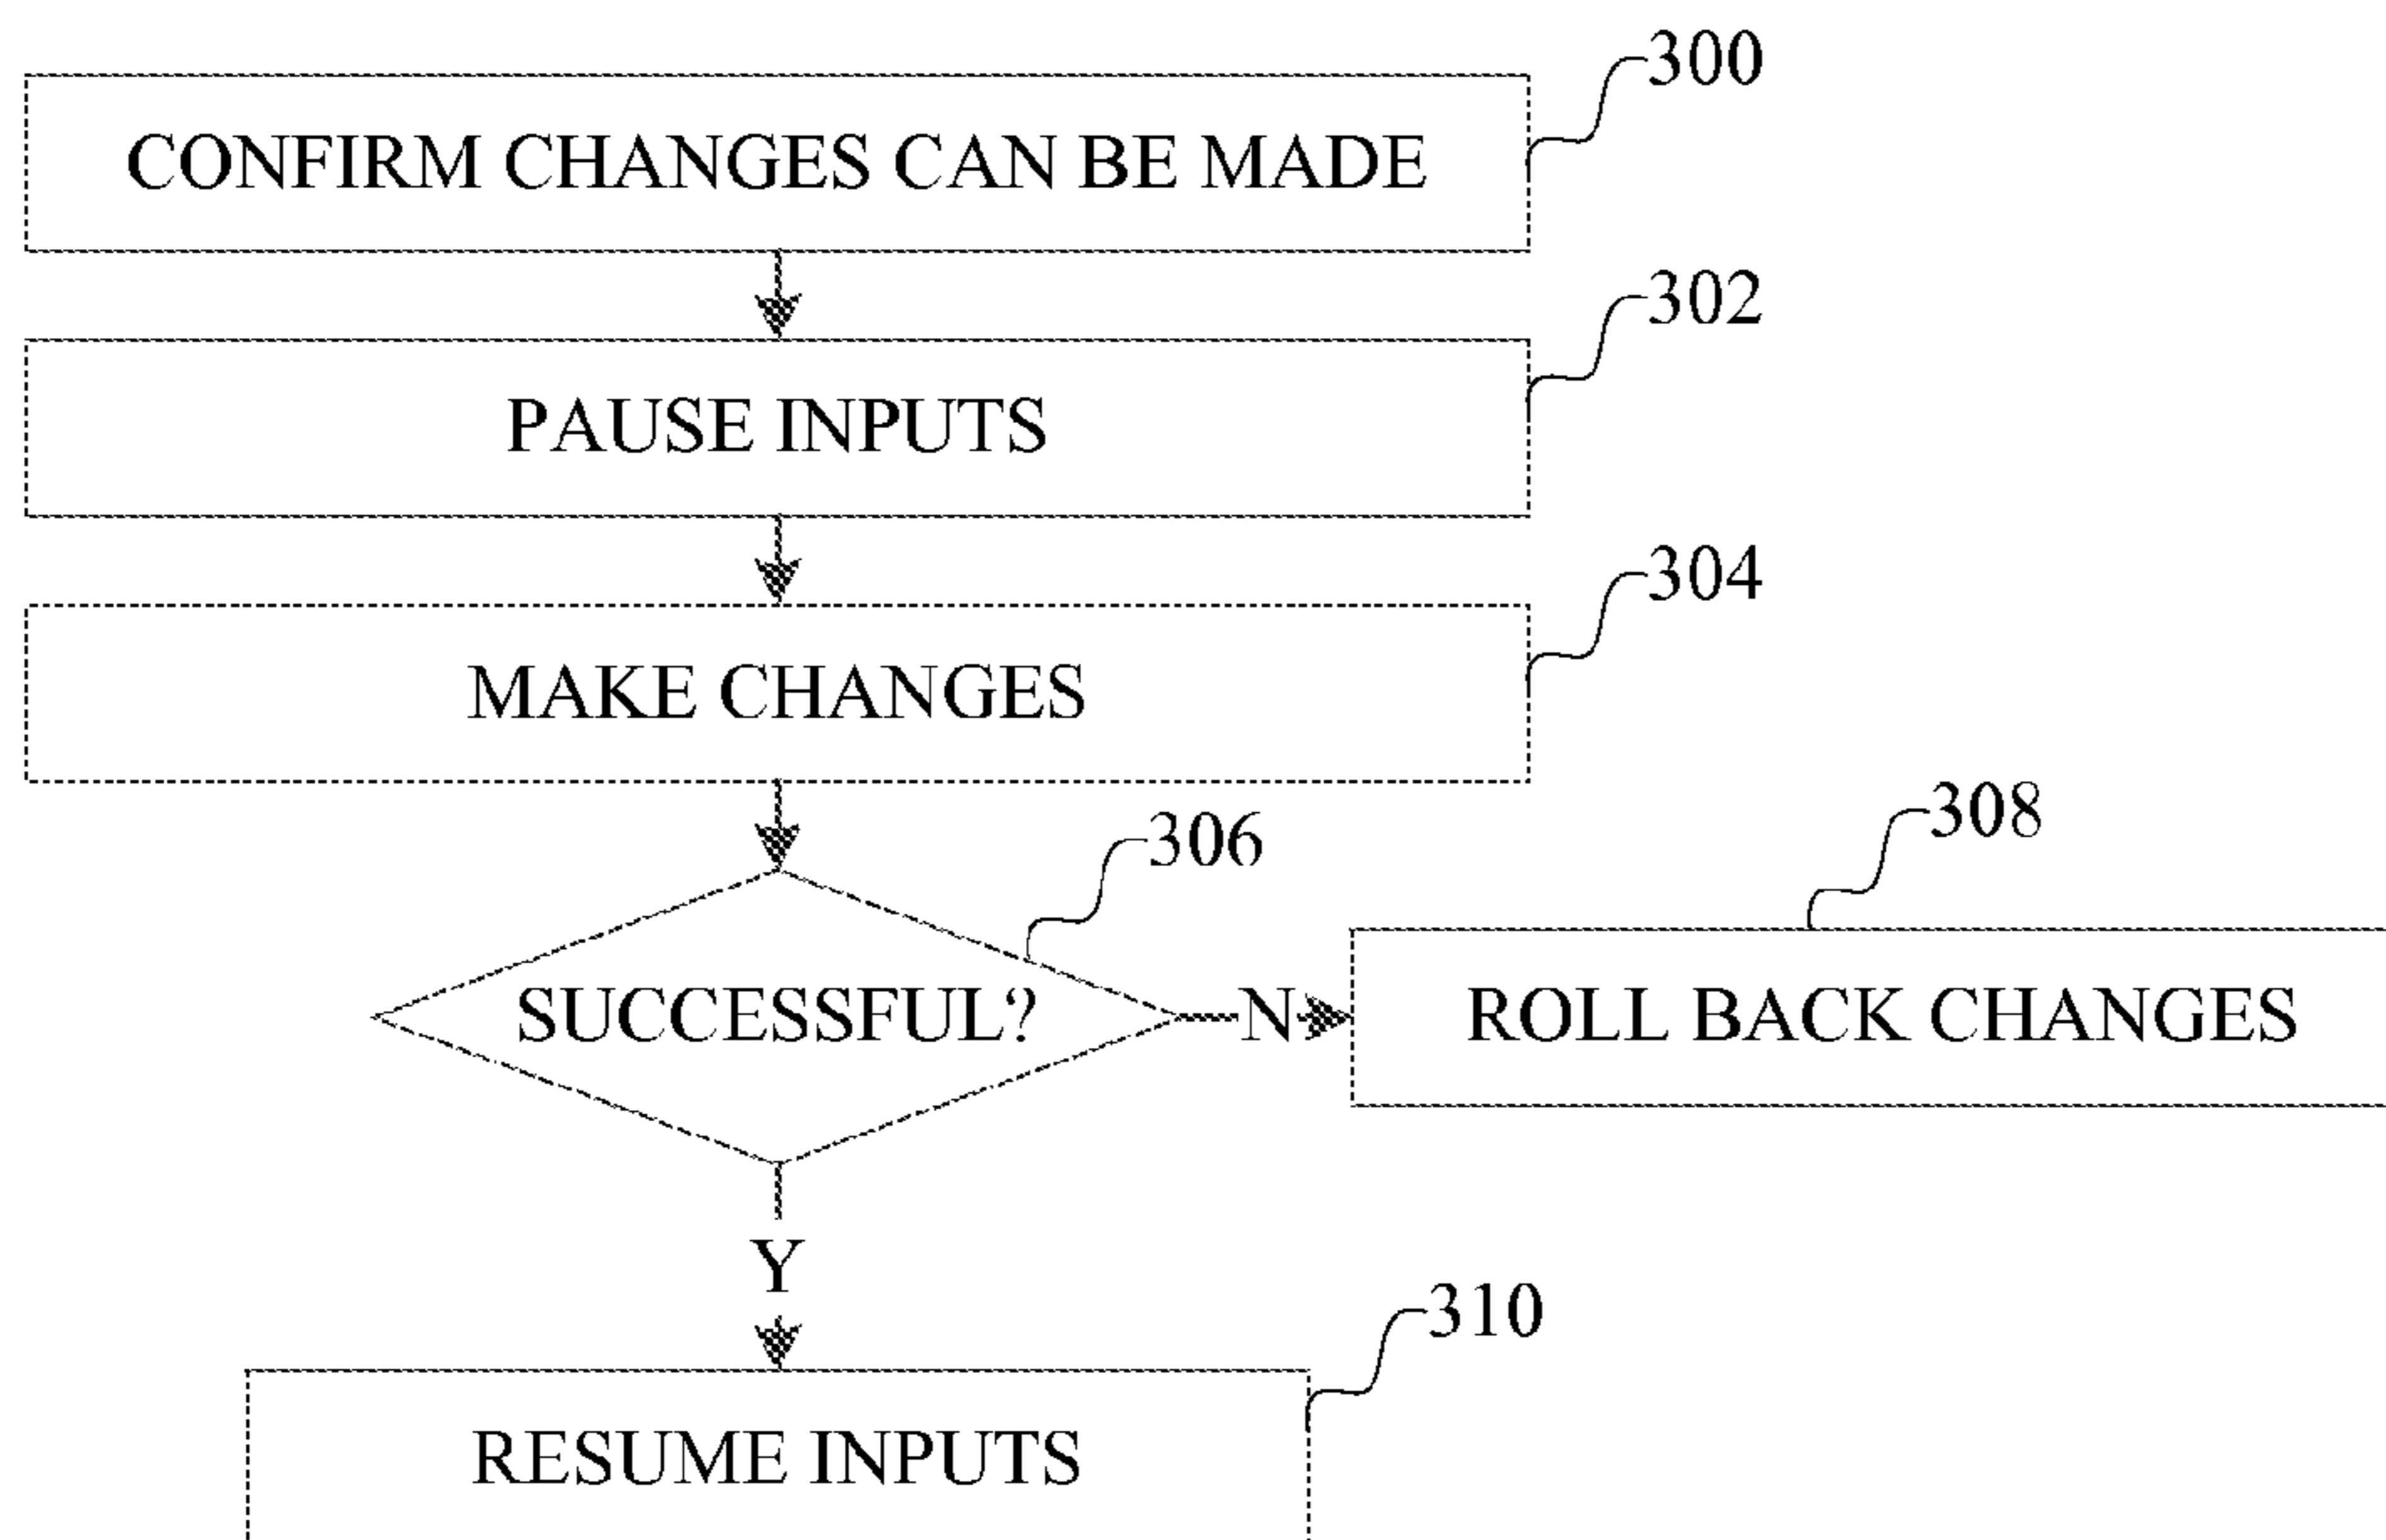 300
CONFIRM CHANGES CAN BE MADE
302
PAUSE INPUTS
304
MAKE CHANGES
306
308
SUCCESSFUL?
N
ROLL BACK CHANGES
Y
310
RESUME INPUTS